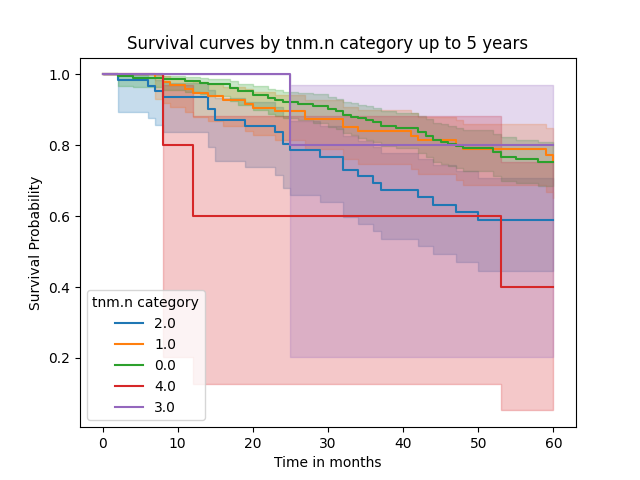 Survival curves by tnm.n category up to 5 years
Survival Probability
1.0
0.8
0.6
0.4
0.2
tnm.n category
2.0
1.0
0.0
4.0
3.0
0 10 20 30 40 50 60
Time in months